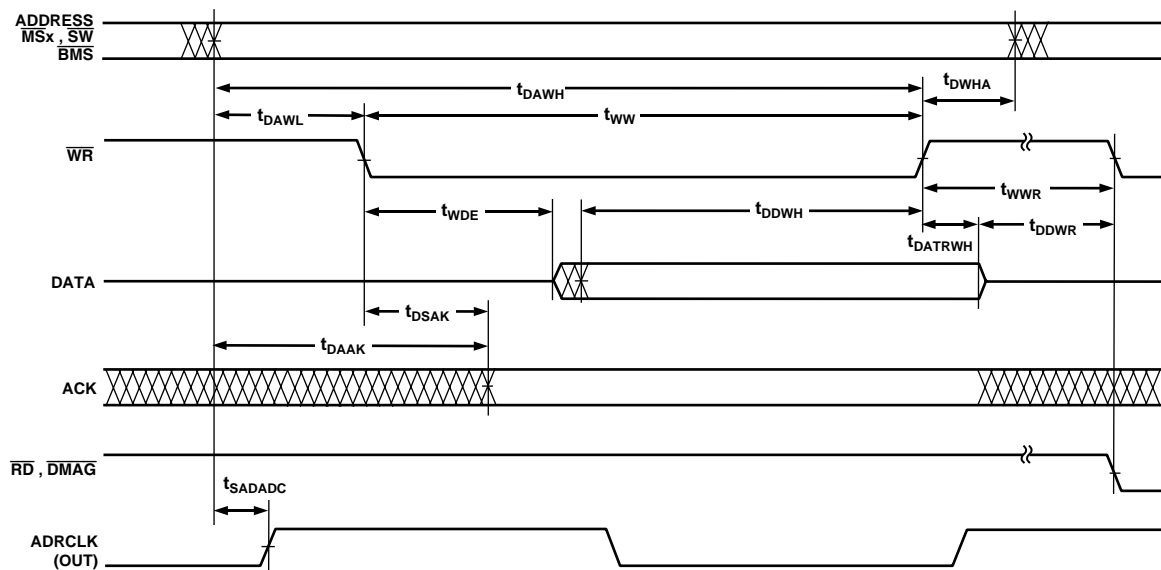 ADDRESS
MSx , SW
BMS
tDAWH
tDWHA
tDAWL
tWW
WR
tWWR
tWDE
tDDWH
tDDWR
tDATRWH
DATA
tDSAK
tDAAK
ACK
RD , DMAG
tSADADC
ADRCLK
(OUT)